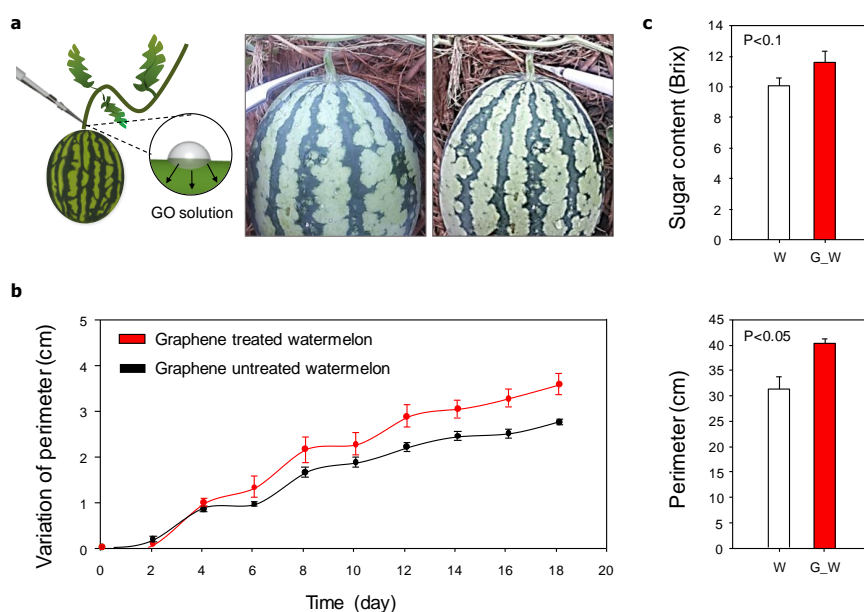 a
GO solution
b
Variation of perimeter (cm)
5
4
3
2
1
0
Graphene treated watermelon
Graphene untreated watermelon
0 2 4 6 8 10 12 14 16 18 20
Time (day)
c
Sugar content (Brix)
14
12
10
8
6
4
2
0
P<0.1
W G_W
Perimeter (cm)
45
40
35
30
25
20
15
10
5
0
P<0.05
W G_W